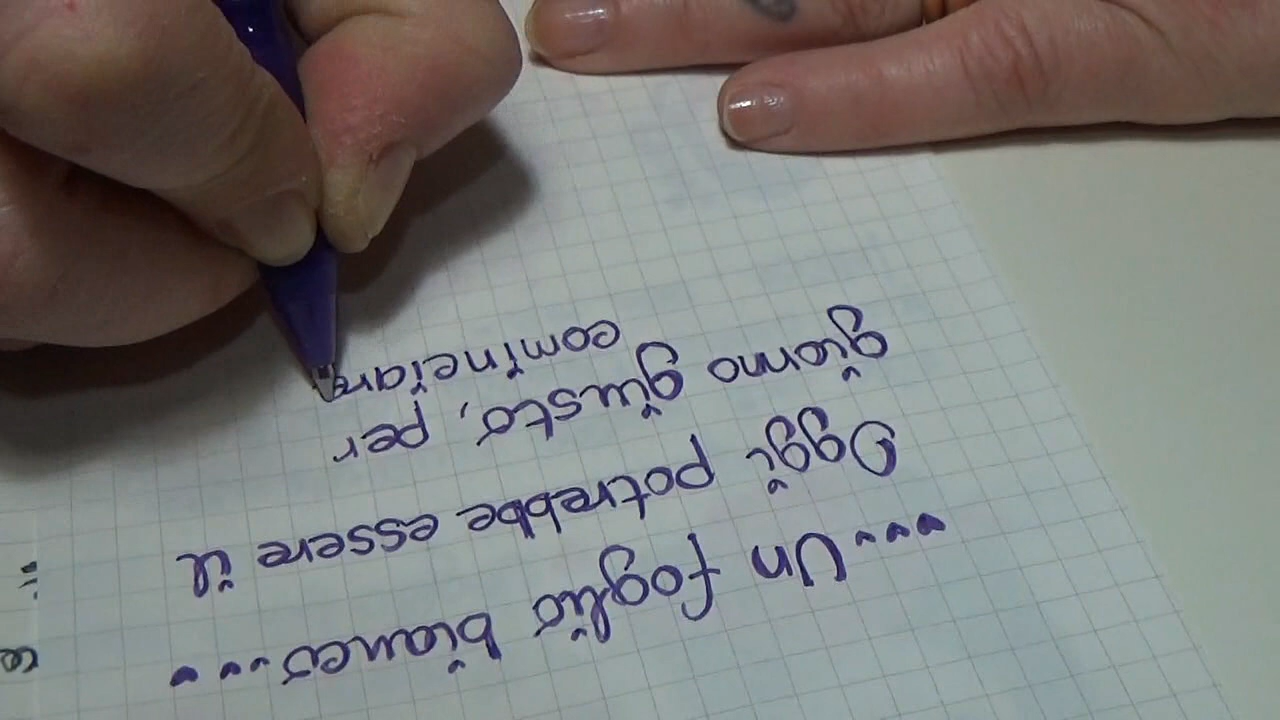 ...Un foglio bianco...
Oggi potrebbe essere il
giorno giusto, per
cominciare